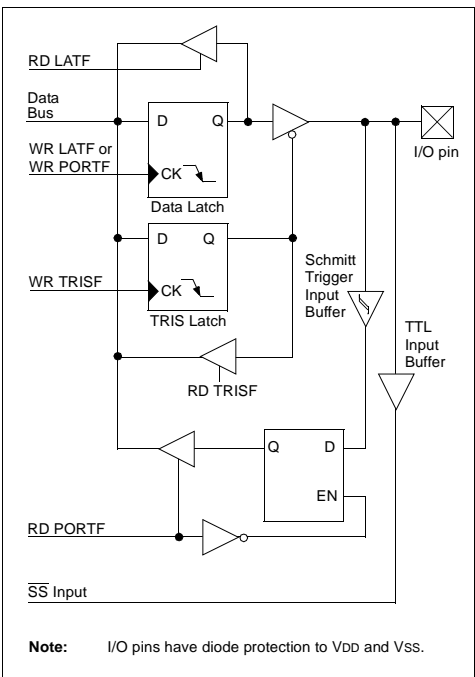 RD LATF
Data
Bus
D
Q
I/O pin
WR LATF or
WR PORTF
CK
Data Latch
D
Q
WR TRISF
CK
TRIS Latch
Schmitt
Trigger
Input
Buffer
TTL
Input
Buffer
RD TRISF
Q
D
EN
RD PORTF
SS Input
Note: I/O pins have diode protection to VDD and VSS.